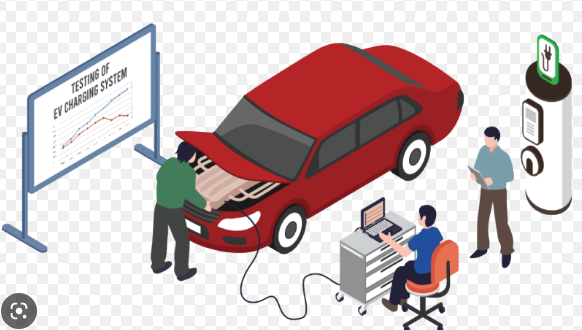 TESTING OF
EV CHARGING SYSTEM